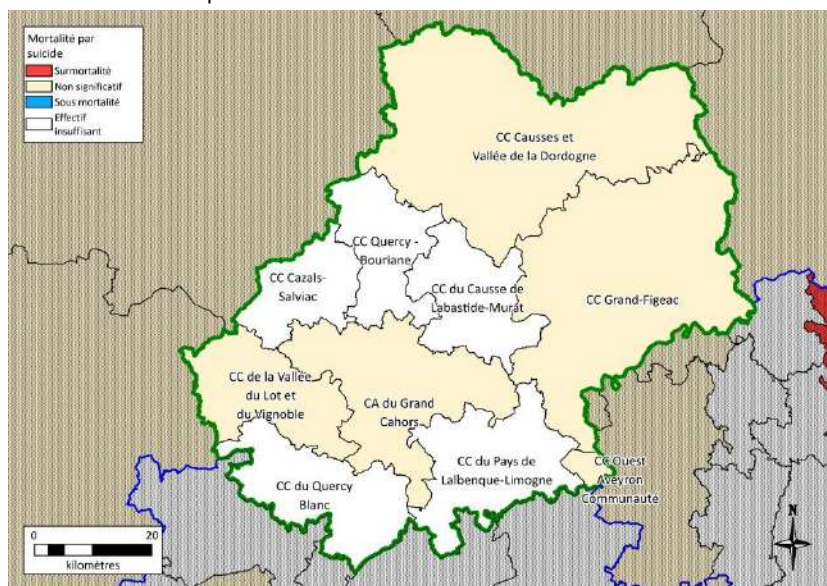 Mortalité par
suicide
Surmortalité
Non significatif
Sous mortalité
Effectif
insuffisant
CC Causses et
Vallée de la Dordogne
CC Quercy -
Bouriane
CC Cazals-
Salviac
CC du Causse de
Labastide-Murat
CC Grand-Figeac
CC de la Vallée
du Lot et
du Vignoble
CA du Grand
Cahors
CC du Pays de
Lalbenque-Limogne
CC Ouest
Aveyron
Communauté
CC du Quercy
Blanc
0 20
kilomètres
N